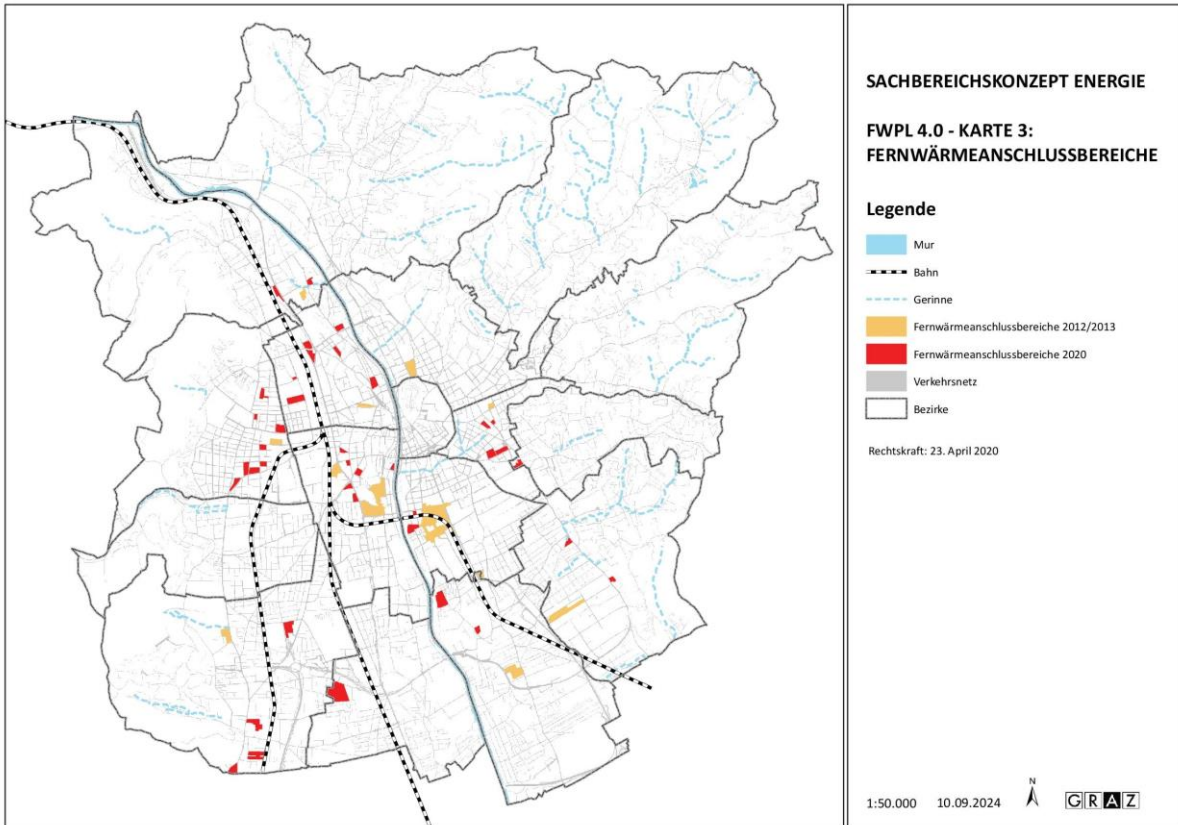 SACHBEREICHSKONZEPT ENERGIE
FWPL 4.0 - KARTE 3:
FERNWÄRMEANSCHLUSSBEREICHE
Legende
Mur
Bahn
Gerinne
Fernwärmeanschlussbereiche 2012/2013
Fernwärmeanschlussbereiche 2020
Verkehrsnetz
Bezirke
Rechtskraft: 23. April 2020
N
1:50.000 10.09.2024 GRAZ